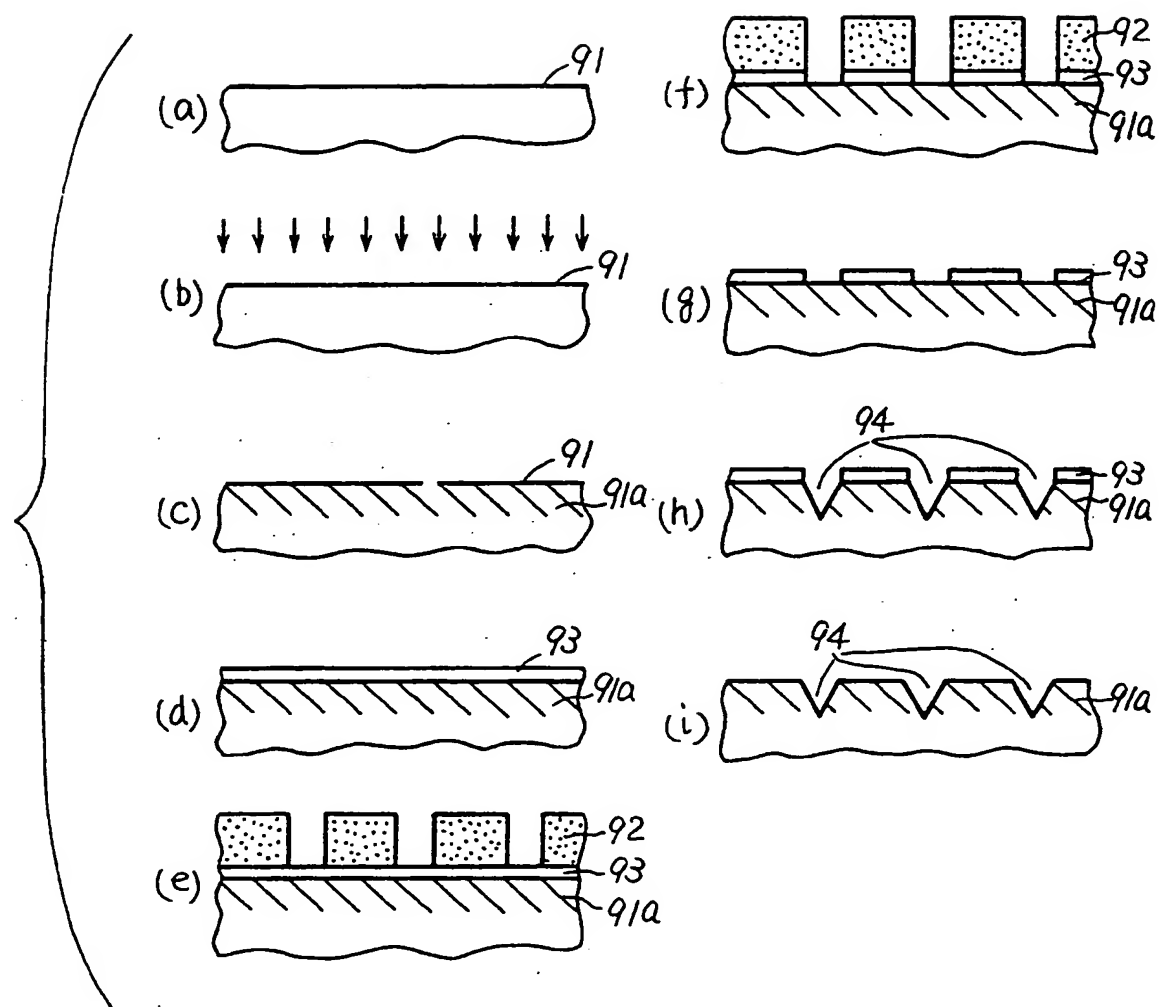 (a) 91
(b) 91
(c) 91 91a
(d) 93 91a
(e) 92 93 91a
(f) 92 93 91a
(g) 93 91a
(h) 94 93 91a
(i) 94 91a